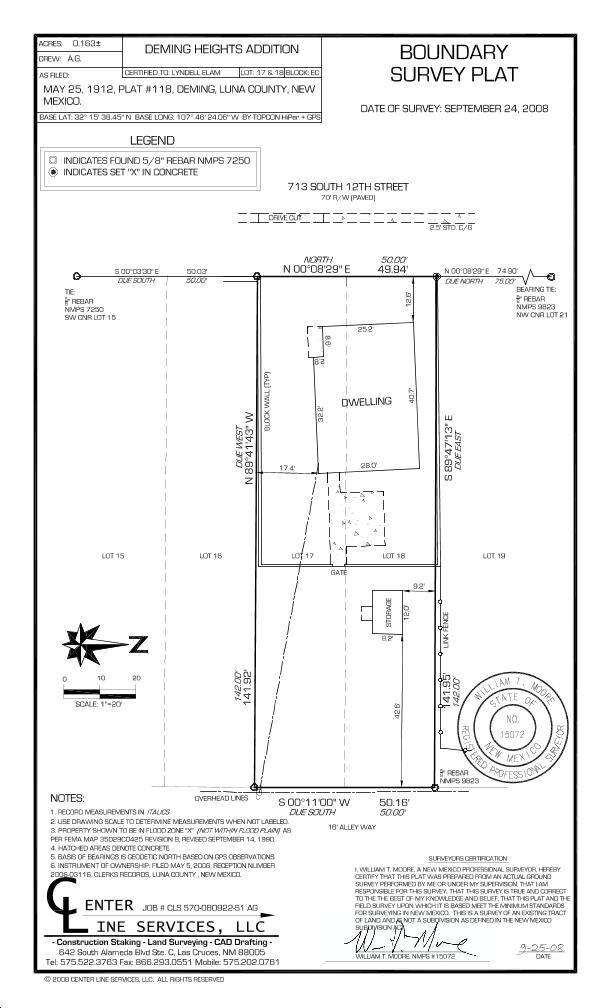 ACRES: 0.163±
CREW: A.G.
DEMING HEIGHTS ADDITION
CERTIFIED TO: LYNDELL ELAM LOT: 17 & 18 BLOCK: EC
AS FILED:
MAY 25, 1912, PLAT #118, DEMING, LUNA COUNTY, NEW
MEXICO.
BASE LAT: 32° 15' 38.45" N BASE LONG: 107° 46' 24.06" W BY TOPCON HiPer + GPS
BOUNDARY
SURVEY PLAT
DATE OF SURVEY: SEPTEMBER 24, 2008
LEGEND
INDICATES FOUND 5/8" REBAR NMPS 7250
INDICATES SET "X" IN CONCRETE
713 SOUTH 12TH STREET
70' R/W (PAVED)
DRIVE CUT
2.5' STD. C/G
NORTH 50.00'
N 00°08'29" E 49.94'
S 00°03'30" E 50.03'
DUE SOUTH 50.00'
N 00°08'29" E 74.90'
DUE NORTH 75.00'
TIE:
REBAR
NMPS 7250
SW CNR LOT 15
BEARING TIE:
REBAR
NMPS 9823
NW CNR LOT 21
12.6'
25.2'
8.6'
2.8'
BLOCK WALL (TYP)
DWELLING
32.2'
40.7'
DUE WEST
N 89°41'43" W
S 89°47'13" E
DUE EAST
17.4'
28.0'
LOT 15
LOT 16
LOT 17
LOT 18
LOT 19
GATE
9.2'
STORAGE
12.0'
8.2'
LINK FENCE
42.6'
Z
0 10 20
SCALE: 1"=20'
142.00'
141.92'
141.95'
142.00'
WILLIAM T. MOORE
STATE OF
NO.
15072
NEW MEXICO
REGISTERED PROFESSIONAL SURVEYOR
REBAR
NMPS 9823
OVERHEAD LINES
S 00°11'00" W 50.16'
DUE SOUTH 50.00'
16' ALLEY WAY
NOTES:
1. RECORD MEASUREMENTS IN ITALICS
2. USE DRAWING SCALE TO DETERMINE MEASUREMENTS WHEN NOT LABELED.
3. PROPERTY SHOWN TO BE IN FLOOD ZONE "X" (NOT WITHIN FLOOD PLAIN) AS
PER FEMA MAP 35029C0425 REVISION B, REVISED SEPTEMBER 14, 1990.
4. HATCHED AREAS DENOTE CONCRETE.
5. BASIS OF BEARINGS IS GEODETIC NORTH BASED ON GPS OBSERVATIONS.
6. INSTRUMENT OF OWNERSHIP: FILED MAY 5, 2006, RECEPTION NUMBER
2006-03116, CLERKS RECORDS, LUNA COUNTY, NEW MEXICO.
CENTER JOB # CLS 570-080922-S1 AG
LINE SERVICES, LLC
- Construction Staking - Land Surveying - CAD Drafting -
642 South Alameda Blvd Ste. C, Las Cruces, NM 88005
Tel: 575.522.3763 Fax: 866.293.0551 Mobile: 575.202.0761
SURVEYOR'S CERTIFICATION
I, WILLIAM T. MOORE, A NEW MEXICO PROFESSIONAL SURVEYOR, HEREBY
CERTIFY THAT THIS PLAT WAS PREPARED FROM AN ACTUAL GROUND
SURVEY PERFORMED BY ME OR UNDER MY SUPERVISION, THAT I AM
RESPONSIBLE FOR THIS SURVEY, THAT THIS SURVEY IS TRUE AND CORRECT
TO THE THE BEST OF MY KNOWLEDGE AND BELIEF, THAT THIS PLAT AND THE
FIELD SURVEY UPON WHICH IT IS BASED MEET THE MINIMUM STANDARDS
FOR SURVEYING IN NEW MEXICO. THIS IS A SURVEY OF AN EXISTING TRACT
OF LAND AND IS NOT A SUBDIVISION AS DEFINED IN THE NEW MEXICO
SUBDIVISION ACT.
WILLIAM T. MOORE, NMPS #15072
9-25-08
DATE
© 2008 CENTER LINE SERVICES, LLC. ALL RIGHTS RESERVED